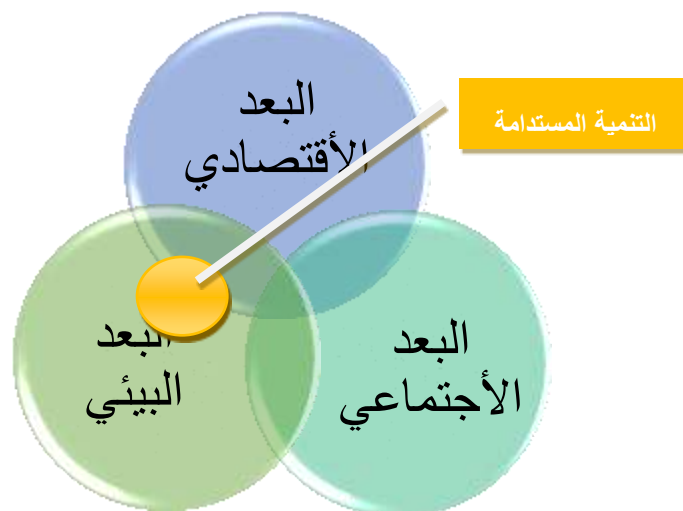 البعد
الأقتصادي
التنمية المستدامة
البعد
الأجتماعي
البعد
البيئي